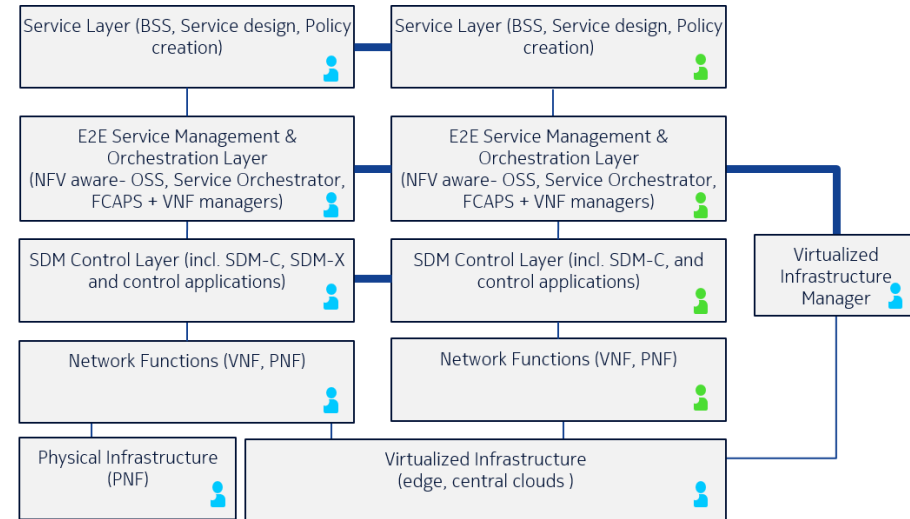 Service Layer (BSS, Service design, Policy
creation)
Service Layer (BSS, Service design, Policy
creation)
E2E Service Management &
Orchestration Layer
(NFV aware- OSS, Service Orchestrator,
FCAPS + VNF managers)
E2E Service Management &
Orchestration Layer
(NFV aware- OSS, Service Orchestrator,
FCAPS + VNF managers)
SDM Control Layer (incl. SDM-C, SDM-X
and control applications)
SDM Control Layer (incl. SDM-C, and
control applications)
Virtualized
Infrastructure
Manager
Network Functions (VNF, PNF)
Network Functions (VNF, PNF)
Physical Infrastructure
(PNF)
Virtualized Infrastructure
(edge, central clouds )